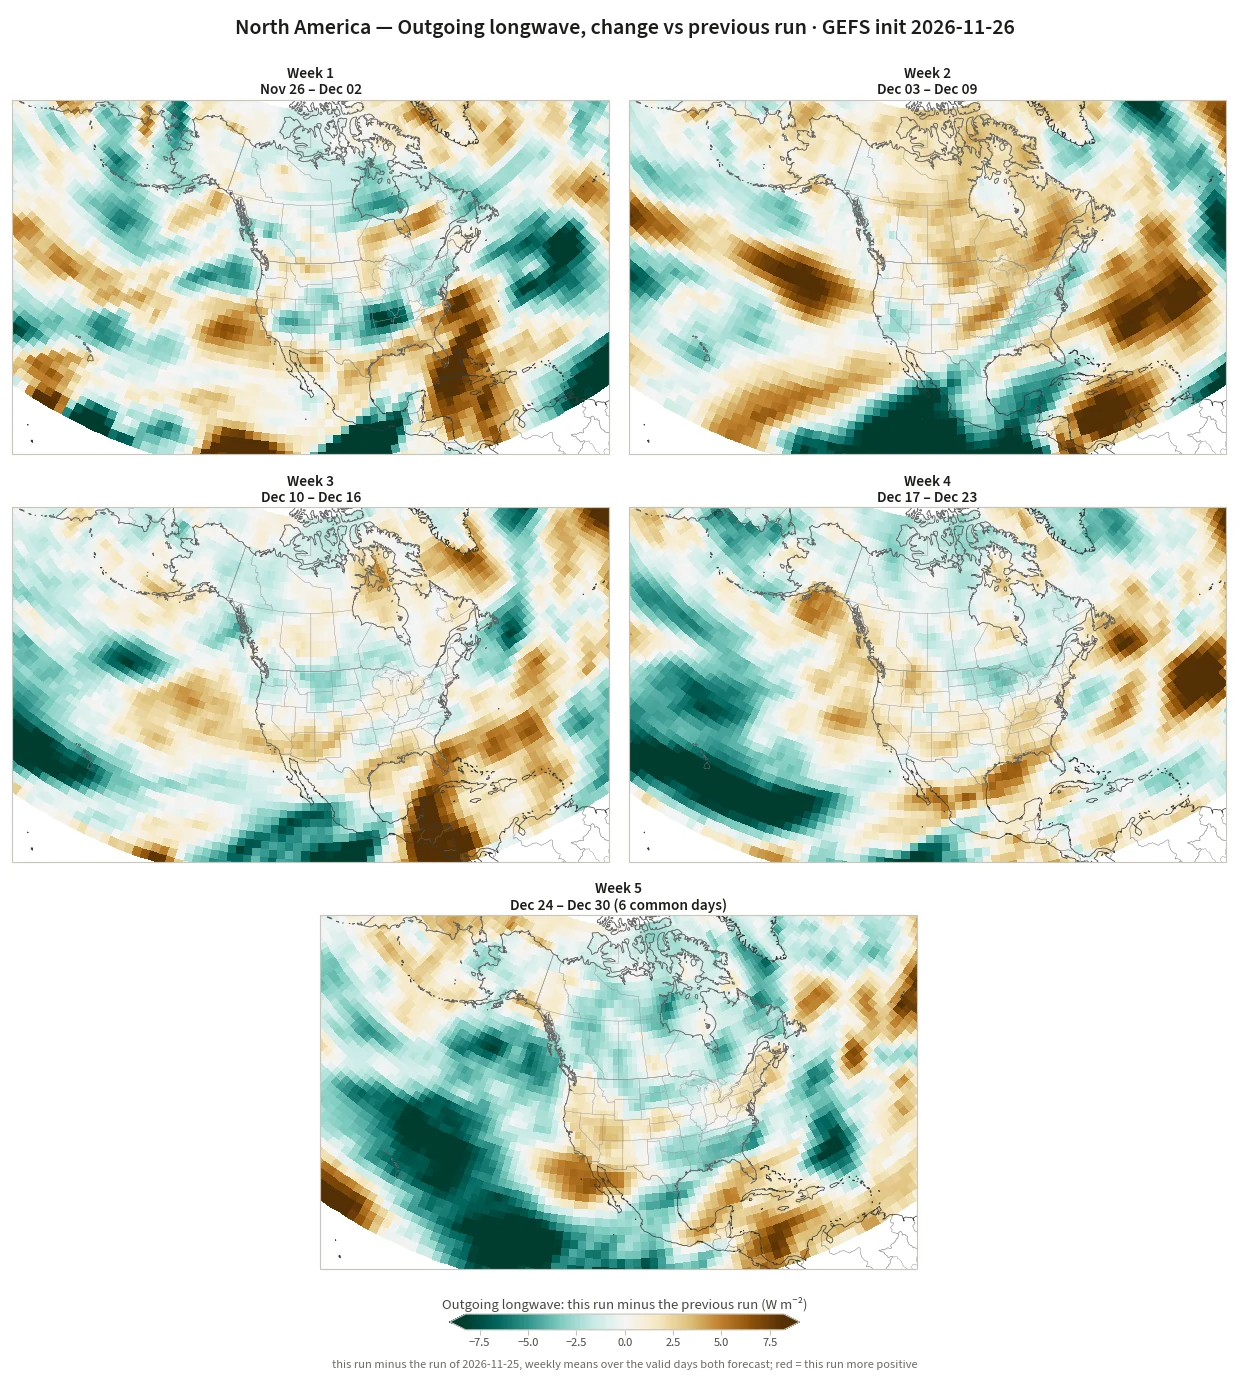 North America — Outgoing longwave, change vs previous run · GEFS init 2026-11-26
Week 1
Nov 26 – Dec 02
Week 2
Dec 03 – Dec 09
Week 3
Dec 10 – Dec 16
Week 4
Dec 17 – Dec 23
Week 5
Dec 24 – Dec 30 (6 common days)
Outgoing longwave: this run minus the previous run (W m⁻²)
−7.5 −5.0 −2.5 0.0 2.5 5.0 7.5
this run minus the run of 2026-11-25, weekly means over the valid days both forecast; red = this run more positive